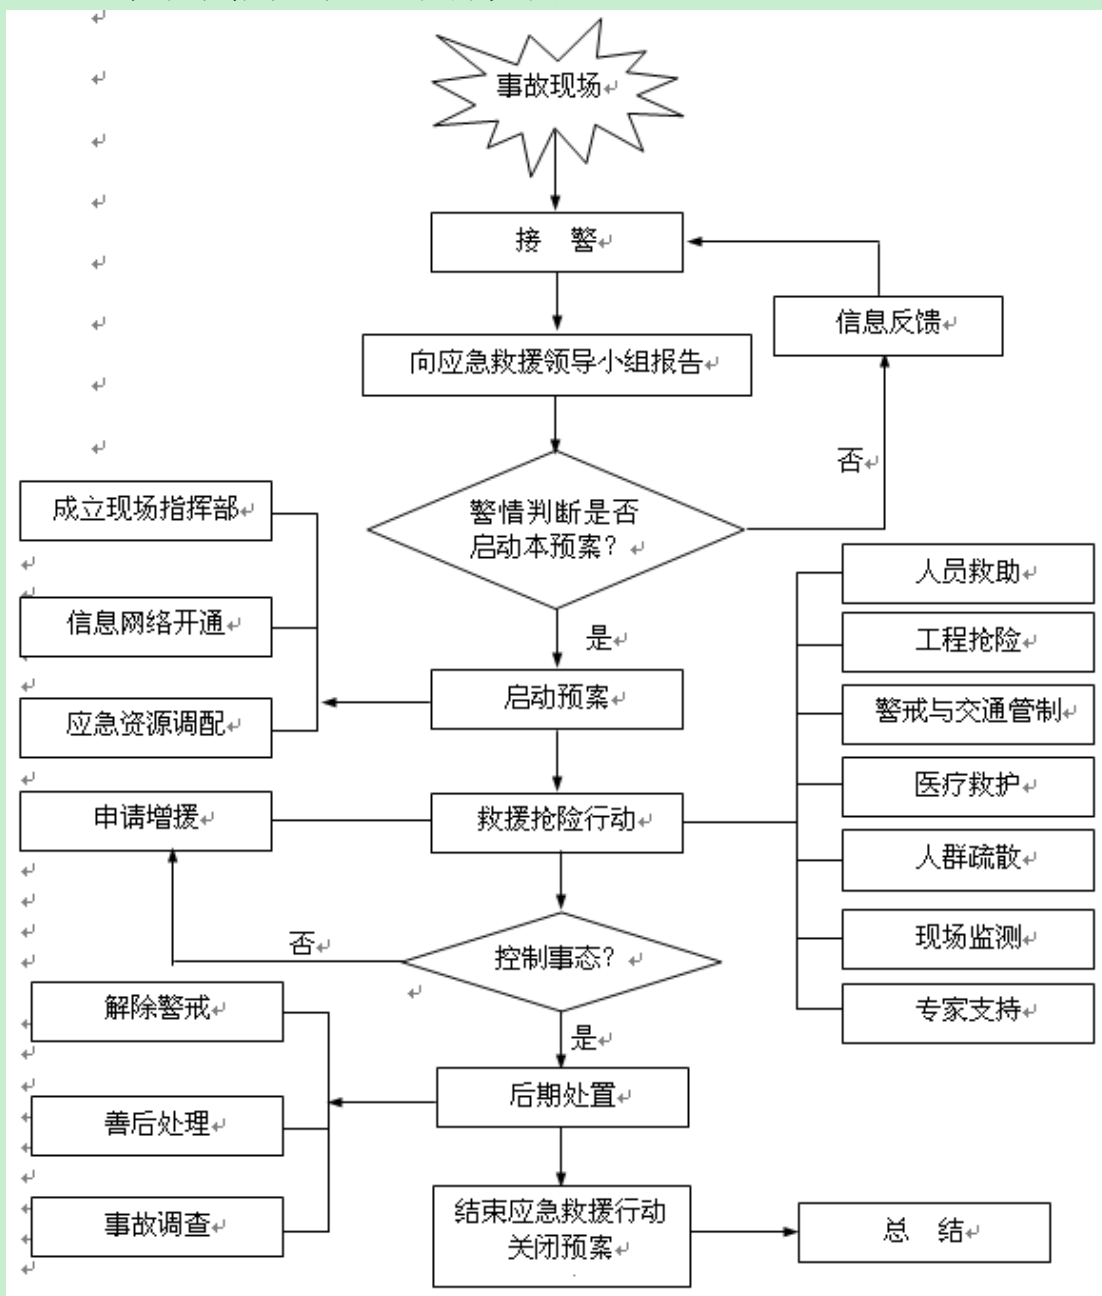 事故现场
接 警
信息反馈
向应急救援领导小组报告
否
成立现场指挥部
警情判断是否
启动本预案?
人员救助
信息网络开通
是
工程抢险
启动预案
警戒与交通管制
应急资源调配
医疗救护
申请增援
救援抢险行动
人群疏散
否
控制事态?
现场监测
解除警戒
专家支持
是
后期处置
善后处理
事故调查
结束应急救援行动
关闭预案
总 结